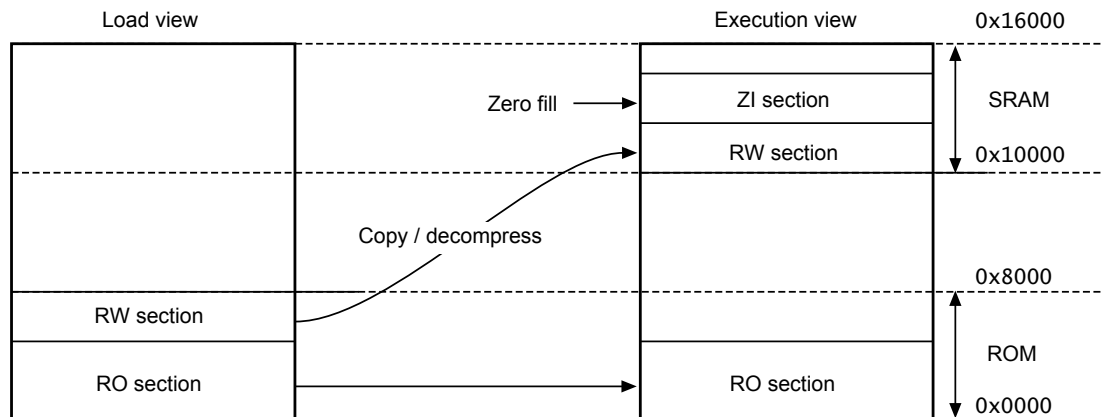 Load view
Execution view
0x16000
ZI section
Zero fill
SRAM
RW section
0x10000
Copy / decompress
0x8000
RW section
ROM
RO section
RO section
0x0000